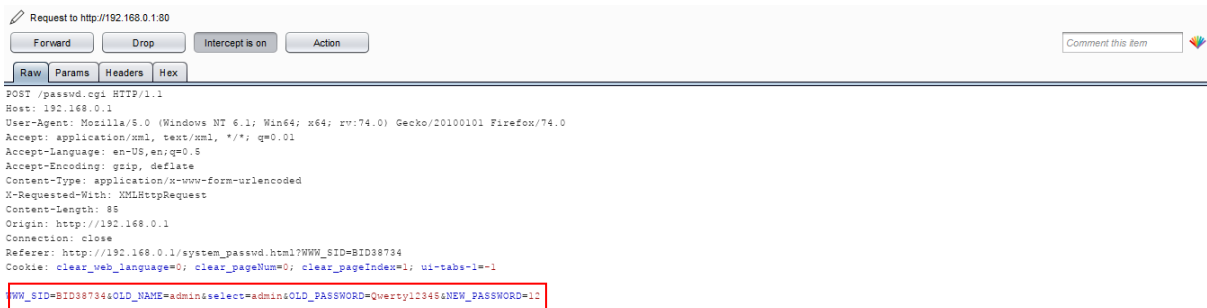 Request to http://192.168.0.1:80
Forward Drop Intercept is on Action Comment this item
Raw Params Headers Hex
POST /passwd.cgi HTTP/1.1
Host: 192.168.0.1
User-Agent: Mozilla/5.0 (Windows NT 6.1; Win64; x64; rv:74.0) Gecko/20100101 Firefox/74.0
Accept: application/xml, text/xml, */*; q=0.01
Accept-Language: en-US,en;q=0.5
Accept-Encoding: gzip, deflate
Content-Type: application/x-www-form-urlencoded
X-Requested-With: XMLHttpRequest
Content-Length: 85
Origin: http://192.168.0.1
Connection: close
Referer: http://192.168.0.1/system_passwd.html?WWW_SID=BID38734
Cookie: clear_web_language=0; clear_pageNum=0; clear_pageIndex=1; ui-tabs-1=-1
WWW_SID=BID38734&OLD_NAME=admin&select=admin&OLD_PASSWORD=Qwerty12345&NEW_PASSWORD=12